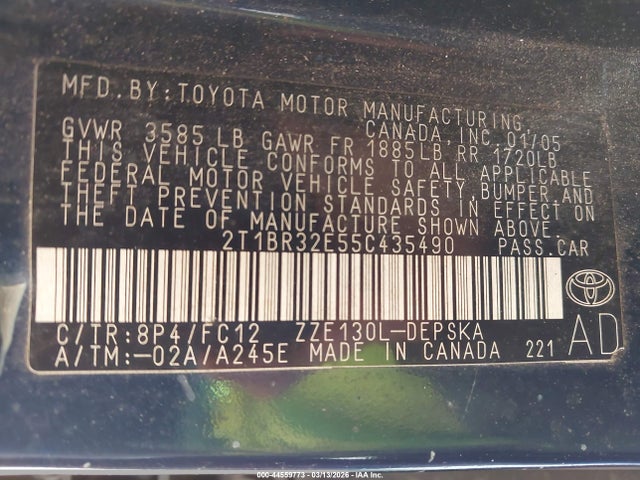 MFD. BY: TOYOTA MOTOR MANUFACTURING,
CANADA, INC. 01/05
GVWR 3585 LB GAWR FR 1885LB, RR 1720LB
THIS VEHICLE CONFORMS TO ALL APPLICABLE
FEDERAL MOTOR VEHICLE SAFETY, BUMPER AND
THEFT PREVENTION STANDARDS IN EFFECT ON
THE DATE OF MANUFACTURE SHOWN ABOVE.
2T1BR32E55C435490 PASS.CAR
C/TR:8P4/FC12 ZZE130L-DEPSKA
A/TM:-02A/A245E MADE IN CANADA 221
AD
000-44559773 - 03/13/2026 - IAA Inc.